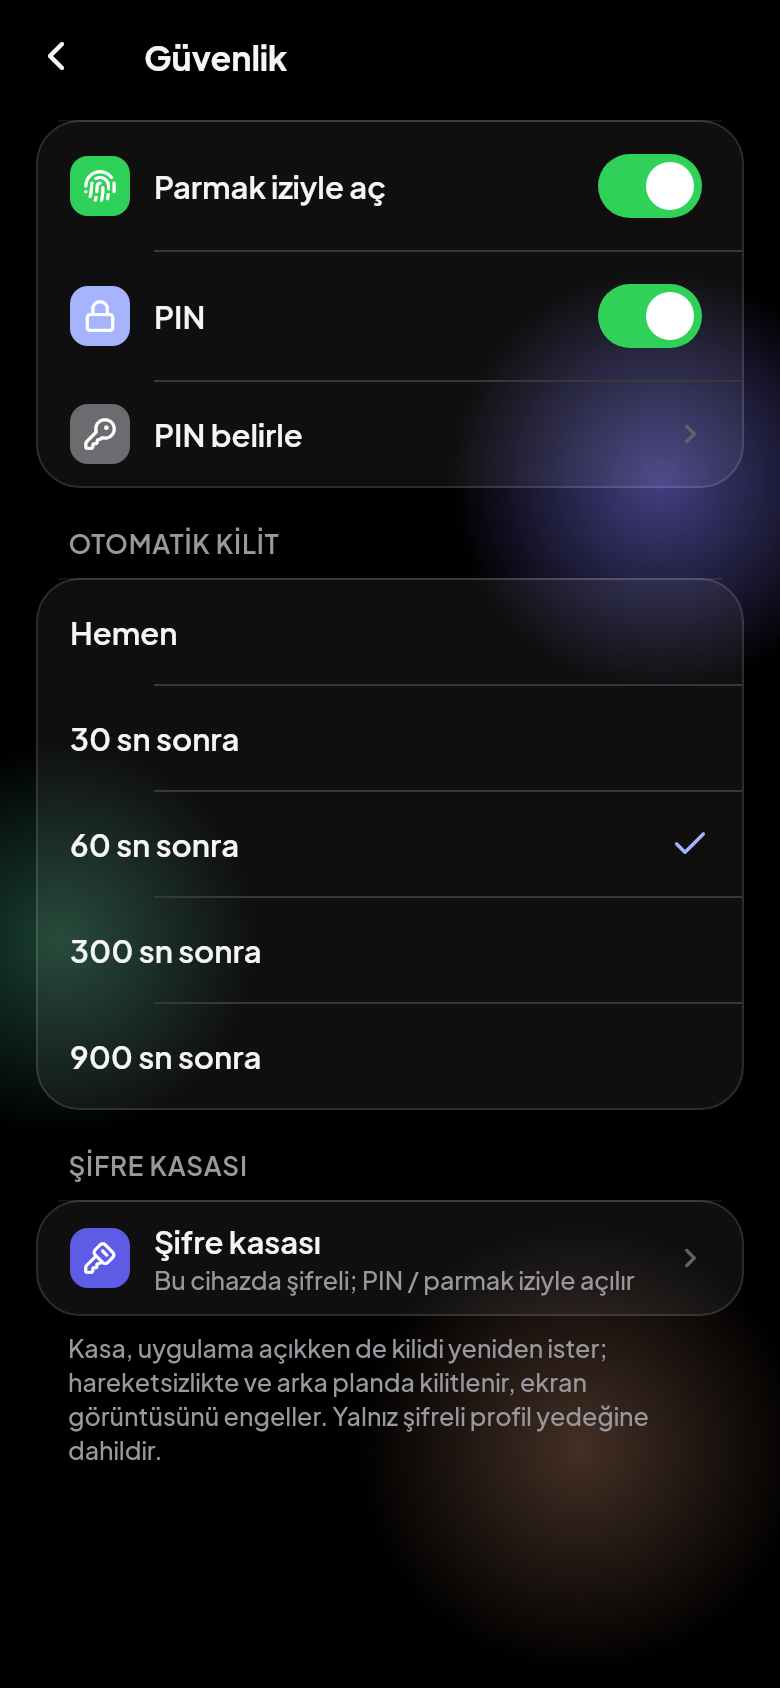 Güvenlik
Parmak iziyle aç
PIN
PIN belirle
OTOMATİK KİLİT
Hemen
30 sn sonra
60 sn sonra
300 sn sonra
900 sn sonra
ŞİFRE KASASI
Şifre kasası
Bu cihazda şifreli; PIN / parmak iziyle açılır
Kasa, uygulama açıkken de kilidi yeniden ister;
hareketsizlikte ve arka planda kilitlenir, ekran
görüntüsünü engeller. Yalnız şifreli profil yedeğine
dahildir.